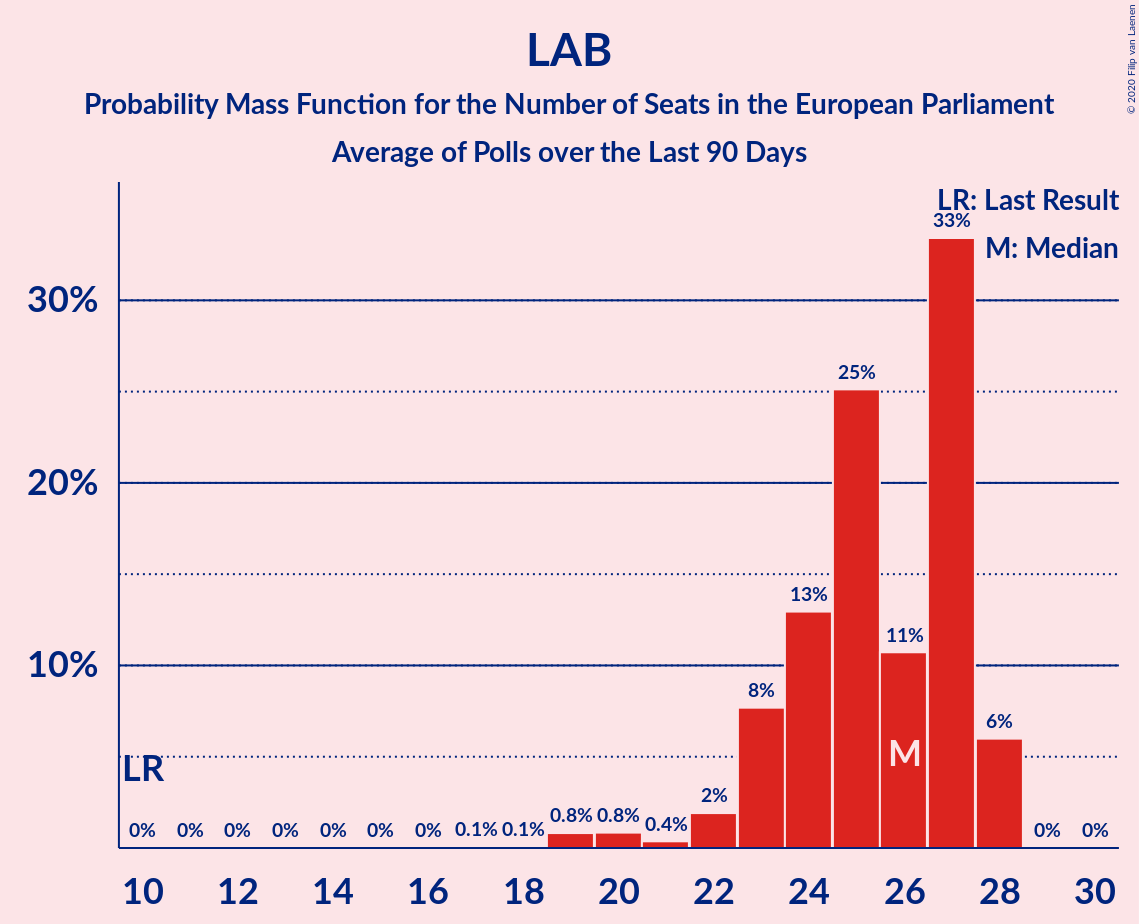 LAB
Probability Mass Function for the Number of Seats in the European Parliament
Average of Polls over the Last 90 Days
© 2020 Filip van Laenen
LR: Last Result
M: Median
33%
30%
25%
20%
13%
11%
10%
8%
6%
M
LR
2%
0% 0% 0% 0% 0% 0% 0% 0.1% 0.1% 0.8% 0.8% 0.4% 0% 0%
10 12 14 16 18 20 22 24 26 28 30